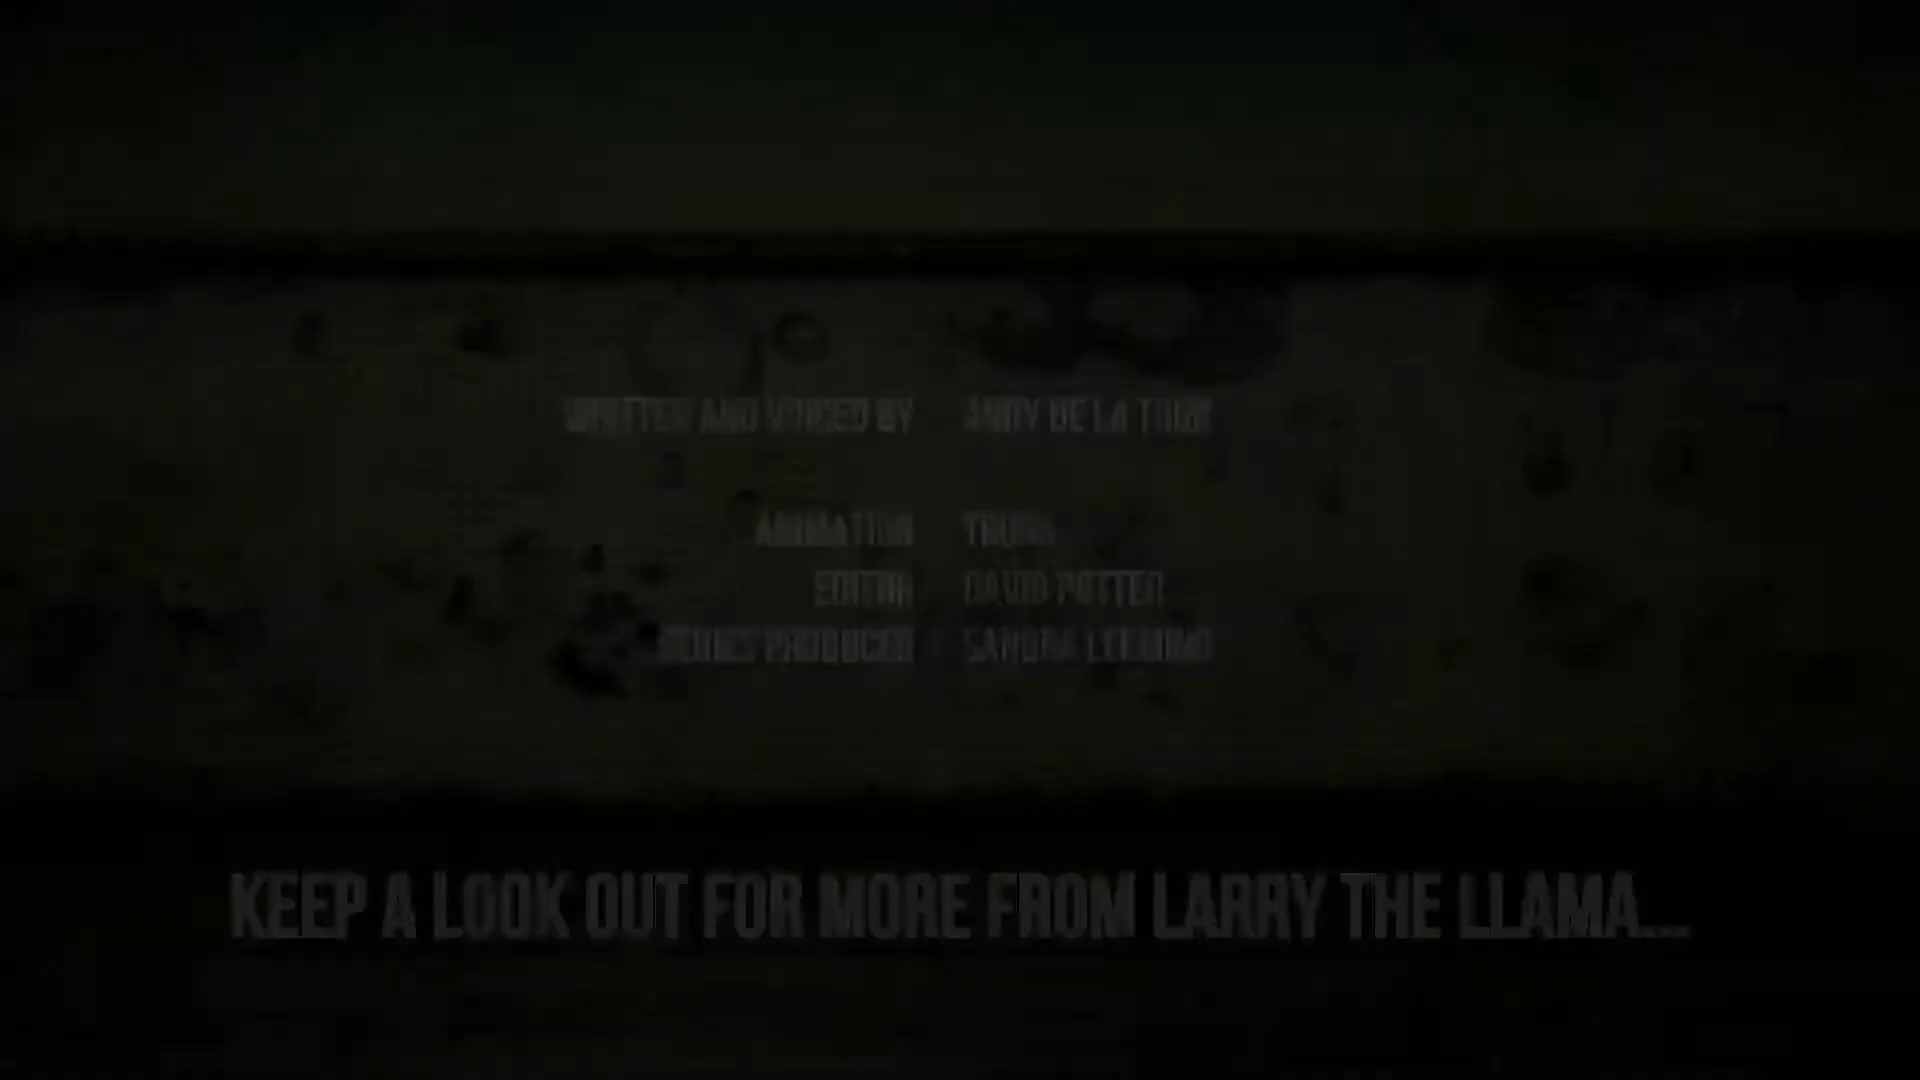 WRITTEN AND VOICED BY ANDY DE LA TOUR
ANIMATION TRUNK
EDITOR DAVID POTTER
SERIES PRODUCER SANDRA
KEEP A LOOK OUT FOR MORE FROM LARRY THE LLAMA...